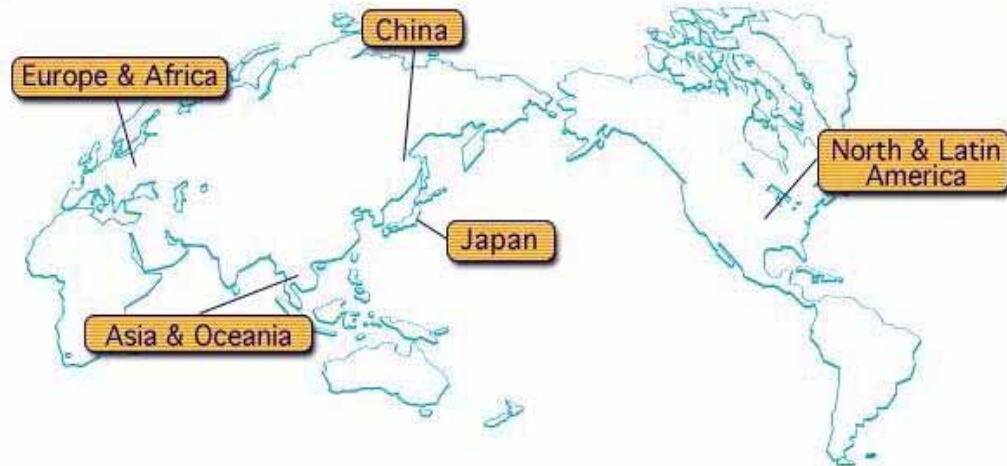 China
Europe & Africa
North & Latin
America
Japan
Asia & Oceania